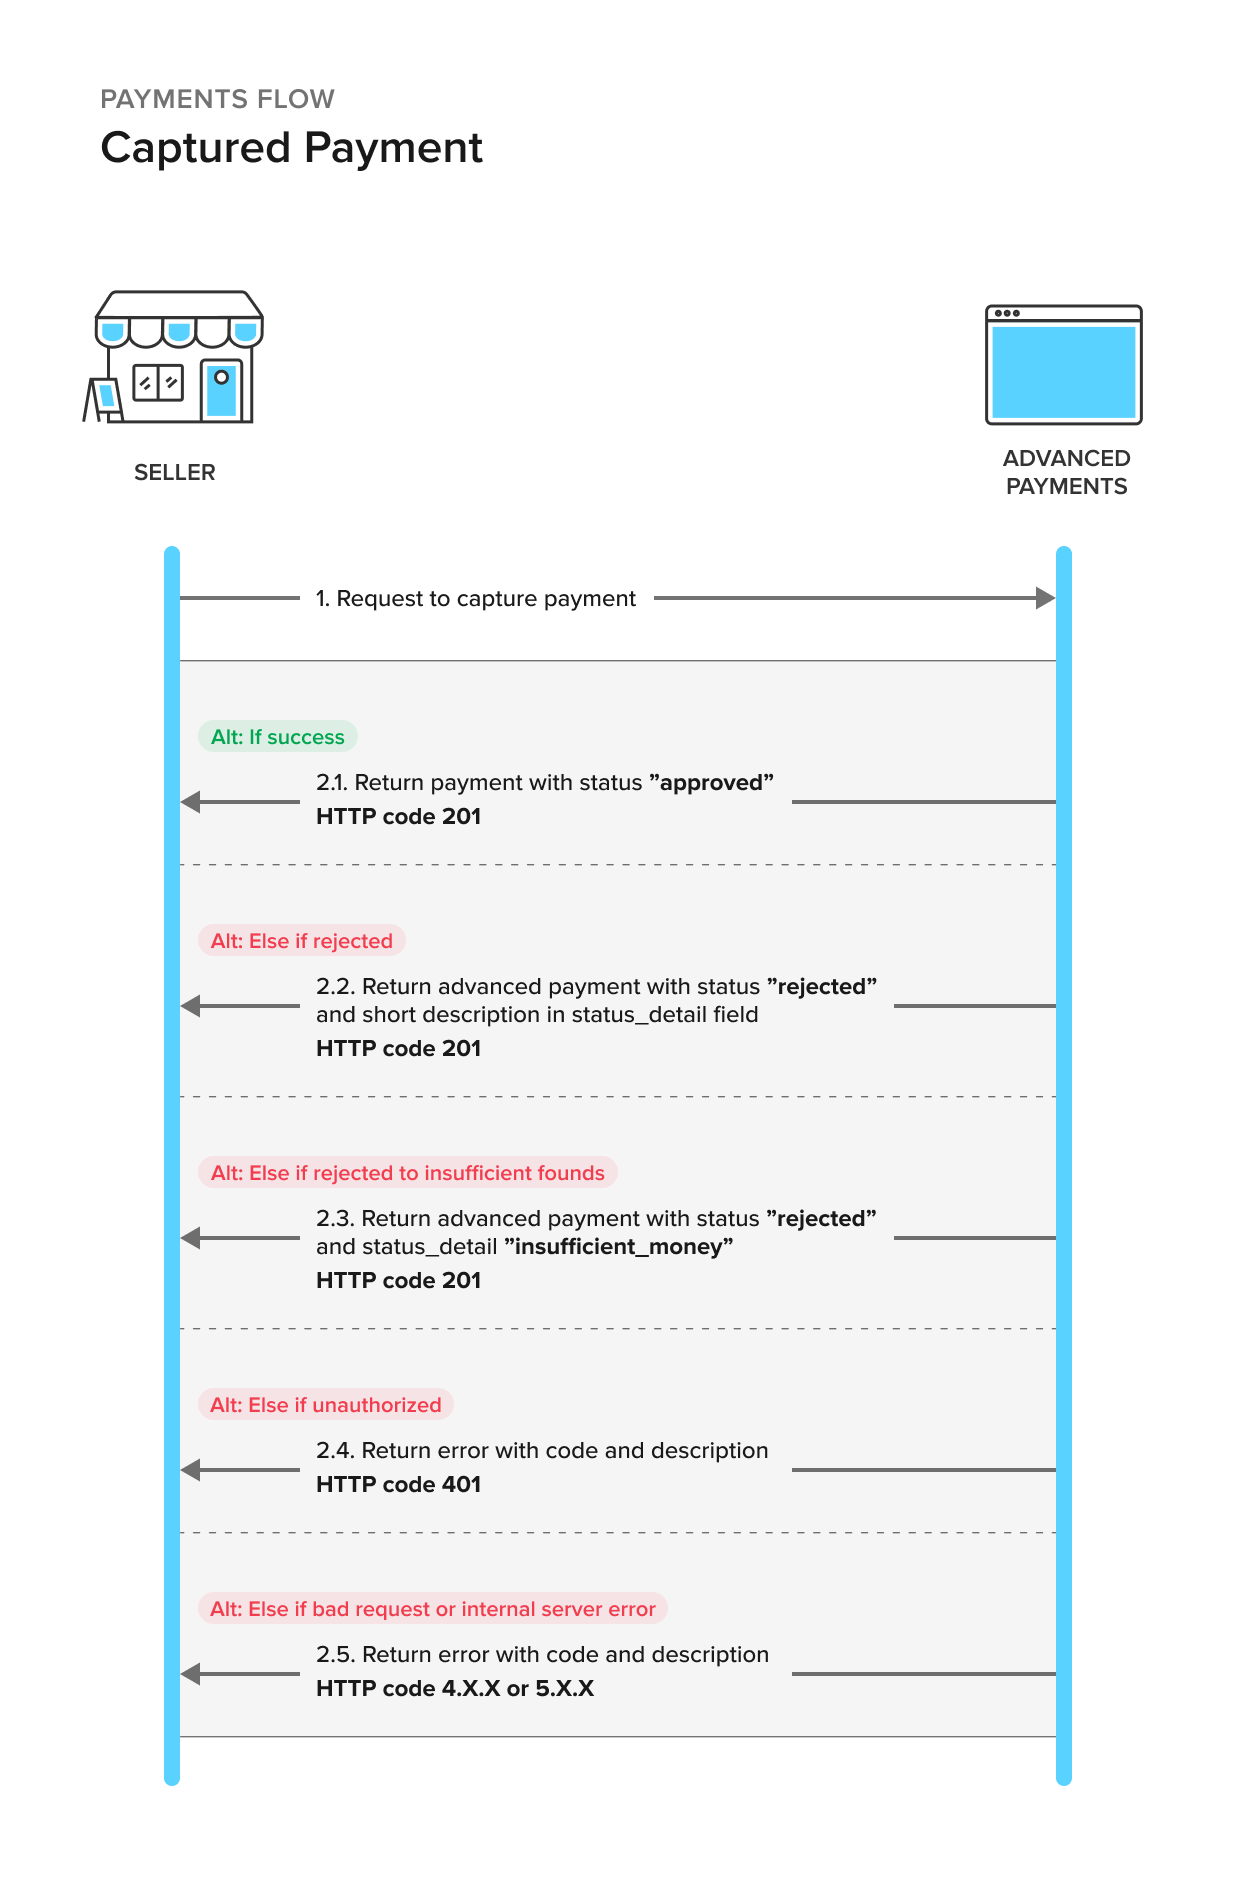 PAYMENTS FLOW
Captured Payment
SELLER
ADVANCED
PAYMENTS
1. Request to capture payment
Alt: If success
2.1. Return payment with status ”approved”
HTTP code 201
Alt: Else if rejected
2.2. Return advanced payment with status ”rejected”
and short description in status_detail field
HTTP code 201
Alt: Else if rejected to insufficient founds
2.3. Return advanced payment with status ”rejected”
and status_detail ”insufficient_money”
HTTP code 201
Alt: Else if unauthorized
2.4. Return error with code and description
HTTP code 401
Alt: Else if bad request or internal server error
2.5. Return error with code and description
HTTP code 4.X.X or 5.X.X